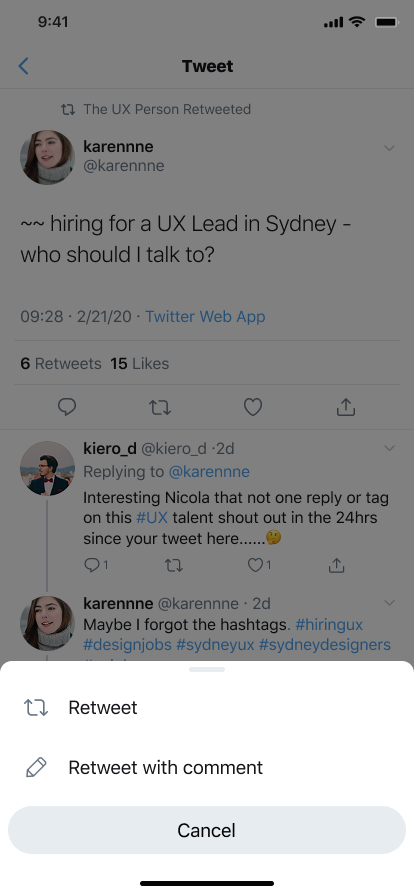 9:41
Tweet
The UX Person Retweeted
karennne
@karennne
~~ hiring for a UX Lead in Sydney -
who should I talk to?
09:28 · 2/21/20 · Twitter Web App
6 Retweets 15 Likes
kiero_d @kiero_d ·2d
Replying to @karennne
Interesting Nicola that not one reply or tag
on this #UX talent shout out in the 24hrs
since your tweet here......🤔
1 1
karennne @karennne · 2d
Maybe I forgot the hashtags. #hiringux
#designjobs #sydneyux #sydneydesigners
Retweet
Retweet with comment
Cancel